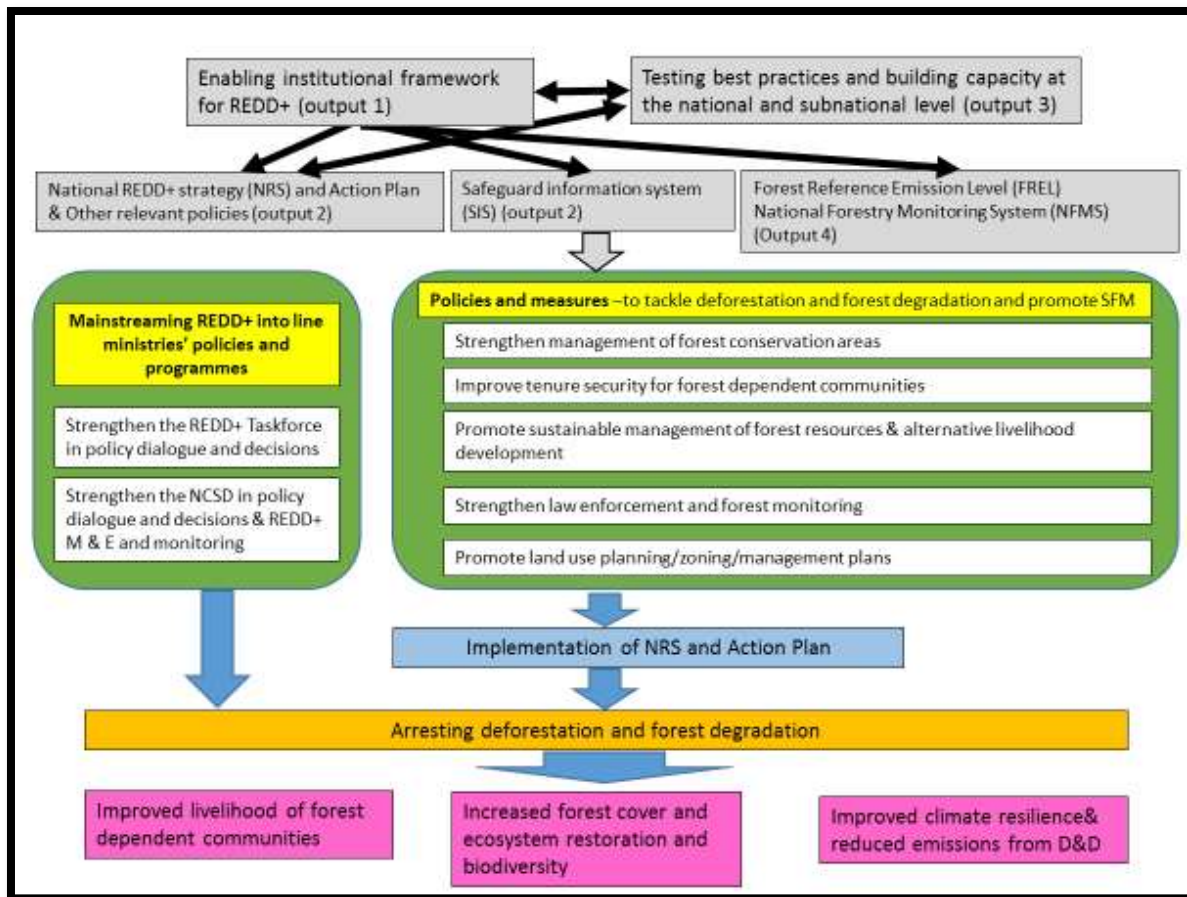 Enabling institutional framework
for REDD+ (output 1)
Testing best practices and building capacity at
the national and subnational level (output 3)
National REDD+ strategy (NRS) and Action Plan
& Other relevant policies (output 2)
Safeguard information system
(SIS) (output 2)
Forest Reference Emission Level (FREL)
National Forestry Monitoring System (NFMS)
(Output 4)
Mainstreaming REDD+ into line
ministries' policies and
programmes
Strengthen the REDD+ Taskforce
in policy dialogue and decisions
Strengthen the NCSD in policy
dialogue and decisions & REDD+
M & E and monitoring
Policies and measures –to tackle deforestation and forest degradation and promote SFM
Strengthen management of forest conservation areas
Improve tenure security for forest dependent communities
Promote sustainable management of forest resources & alternative livelihood
development
Strengthen law enforcement and forest monitoring
Promote land use planning/zoning/management plans
Implementation of NRS and Action Plan
Arresting deforestation and forest degradation
Improved livelihood of forest
dependent communities
Increased forest cover and
ecosystem restoration and
biodiversity
Improved climate resilience&
reduced emissions from D&D